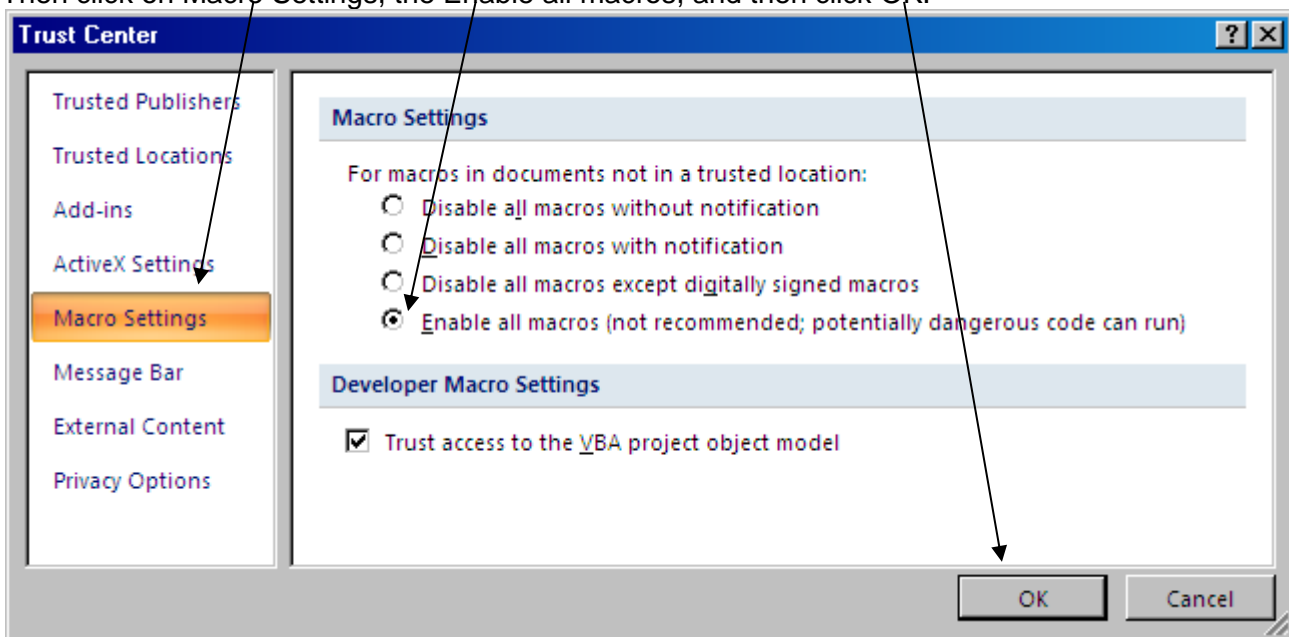 Then click on Macro Settings, the Enable all macros, and then click OK.
Trust Center
Trusted Publishers
Trusted Locations
Add-ins
ActiveX Settings
Macro Settings
Message Bar
External Content
Privacy Options
Macro Settings
For macros in documents not in a trusted location:
Disable all macros without notification
Disable all macros with notification
Disable all macros except digitally signed macros
Enable all macros (not recommended; potentially dangerous code can run)
Developer Macro Settings
Trust access to the VBA project object model
OK
Cancel